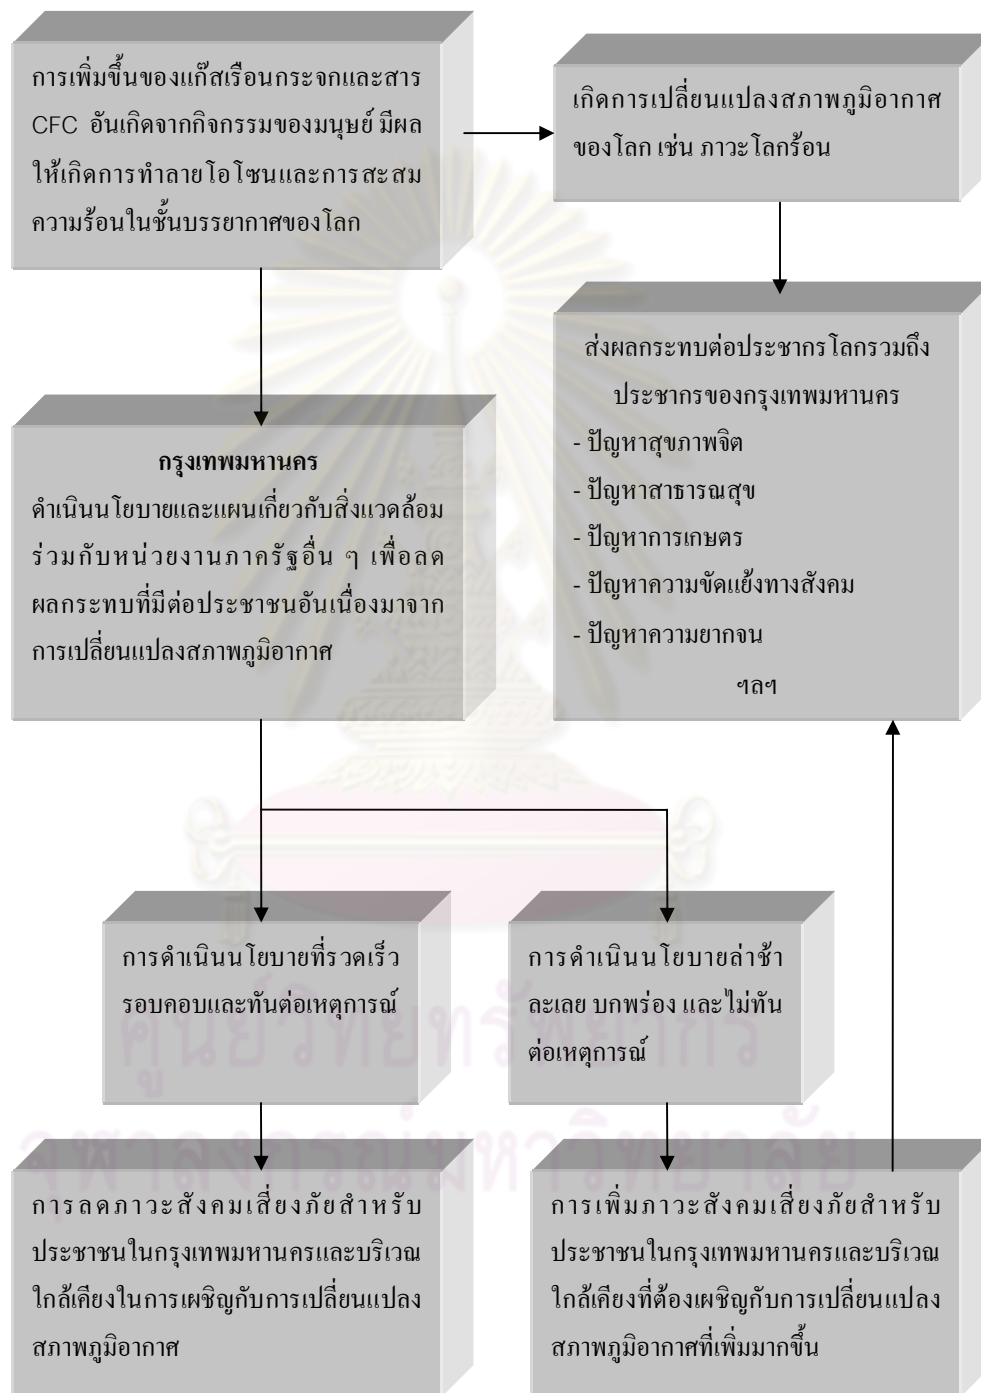 การเพิ่มขึ้นของแก๊สเรือนกระจกและสาร
CFC อันเกิดจากกิจกรรมของมนุษย์ มีผล
ให้เกิดการทำลายโอโซนและการสะสม
ความร้อนในชั้นบรรยากาศของโลก
เกิดการเปลี่ยนแปลงสภาพภูมิอากาศ
ของโลก เช่น ภาวะโลกร้อน
ส่งผลกระทบต่อประชากรโลกรวมถึง
ประชากรของกรุงเทพมหานคร
- ปัญหาสุขภาพจิต
- ปัญหาสาธารณสุข
- ปัญหาการเกษตร
- ปัญหาความขัดแย้งทางสังคม
- ปัญหาความยากจน
ฯลฯ
กรุงเทพมหานคร
ดำเนินนโยบายและแผนเกี่ยวกับสิ่งแวดล้อม
ร่วมกับหน่วยงานภาครัฐอื่น ๆ เพื่อลด
ผลกระทบที่มีต่อประชาชนอันเนื่องมาจาก
การเปลี่ยนแปลงสภาพภูมิอากาศ
การดำเนินนโยบายที่รวดเร็ว
รอบคอบและทันต่อเหตุการณ์
การดำเนินนโยบายล่าช้า
ละเลย บกพร่อง และไม่ทัน
ต่อเหตุการณ์
ศูนย์วิทยทรัพยากร
จุฬาลงกรณ์มหาวิทยาลัย
การลดภาวะสังคมเสี่ยงภัยสำหรับ
ประชาชนในกรุงเทพมหานครและบริเวณ
ใกล้เคียงในการเผชิญกับการเปลี่ยนแปลง
สภาพภูมิอากาศ
การเพิ่มภาวะสังคมเสี่ยงภัยสำหรับ
ประชาชนในกรุงเทพมหานครและบริเวณ
ใกล้เคียงที่ต้องเผชิญกับการเปลี่ยนแปลง
สภาพภูมิอากาศที่เพิ่มมากขึ้น